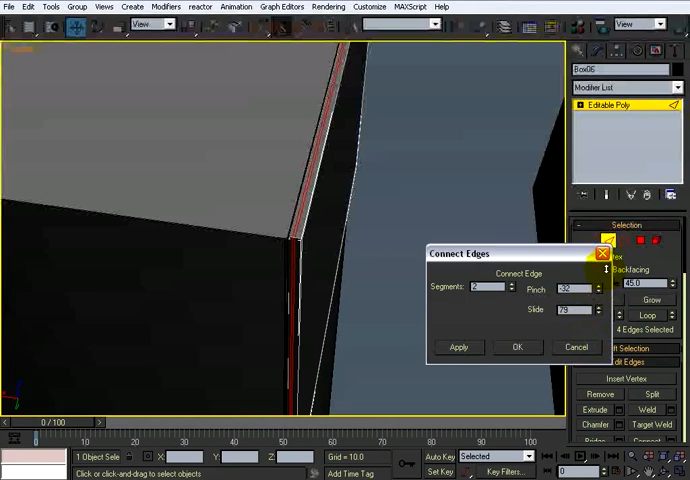 File Edit Tools Group Views Create Modifiers reactor Animation Graph Editors Rendering Customize MAXScript Help
View
View
Box06
Modifier List
Editable Poly
Selection
Connect Edges
Backfacing
Connect Edge
Segments: 2
Pinch -32
45.0
Grow
Slide 79
Loop
4 Edges Selected
Apply OK Cancel
Insert Vertex
Remove Split
Extrude Weld
Chamfer Target Weld
0 / 100
0 10 20 30 40 50 60 70 80 90 100
1 Object Sele X: Y: Z: Grid = 10.0 Auto Key Selected
Click or click-and-drag to select objects Add Time Tag Set Key Key Filters... 0